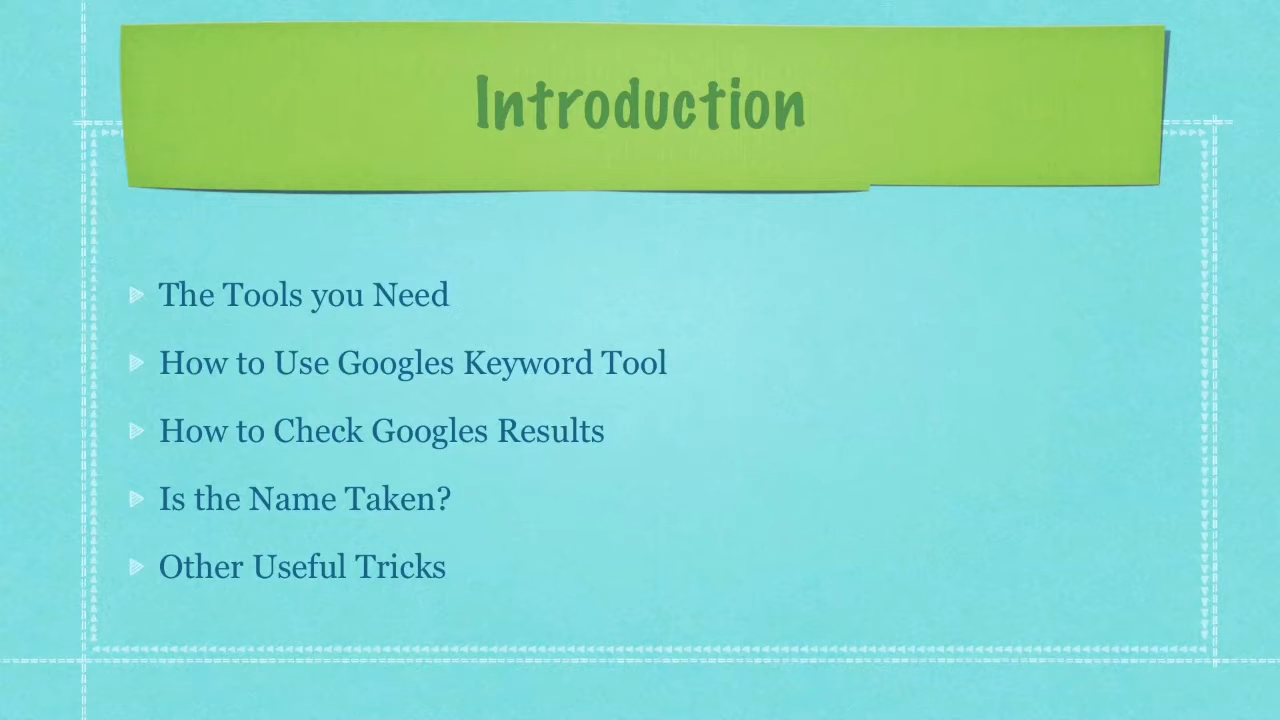 Introduction
The Tools you Need
How to Use Googles Keyword Tool
How to Check Googles Results
Is the Name Taken?
Other Useful Tricks